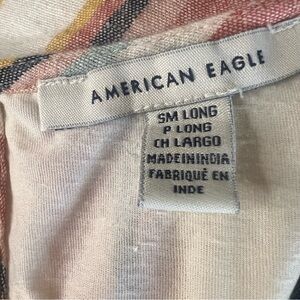 AMERICAN EAGLE
SM LONG
P LONG
CH LARGO
MADE IN INDIA
FABRIQUÉ EN
INDE